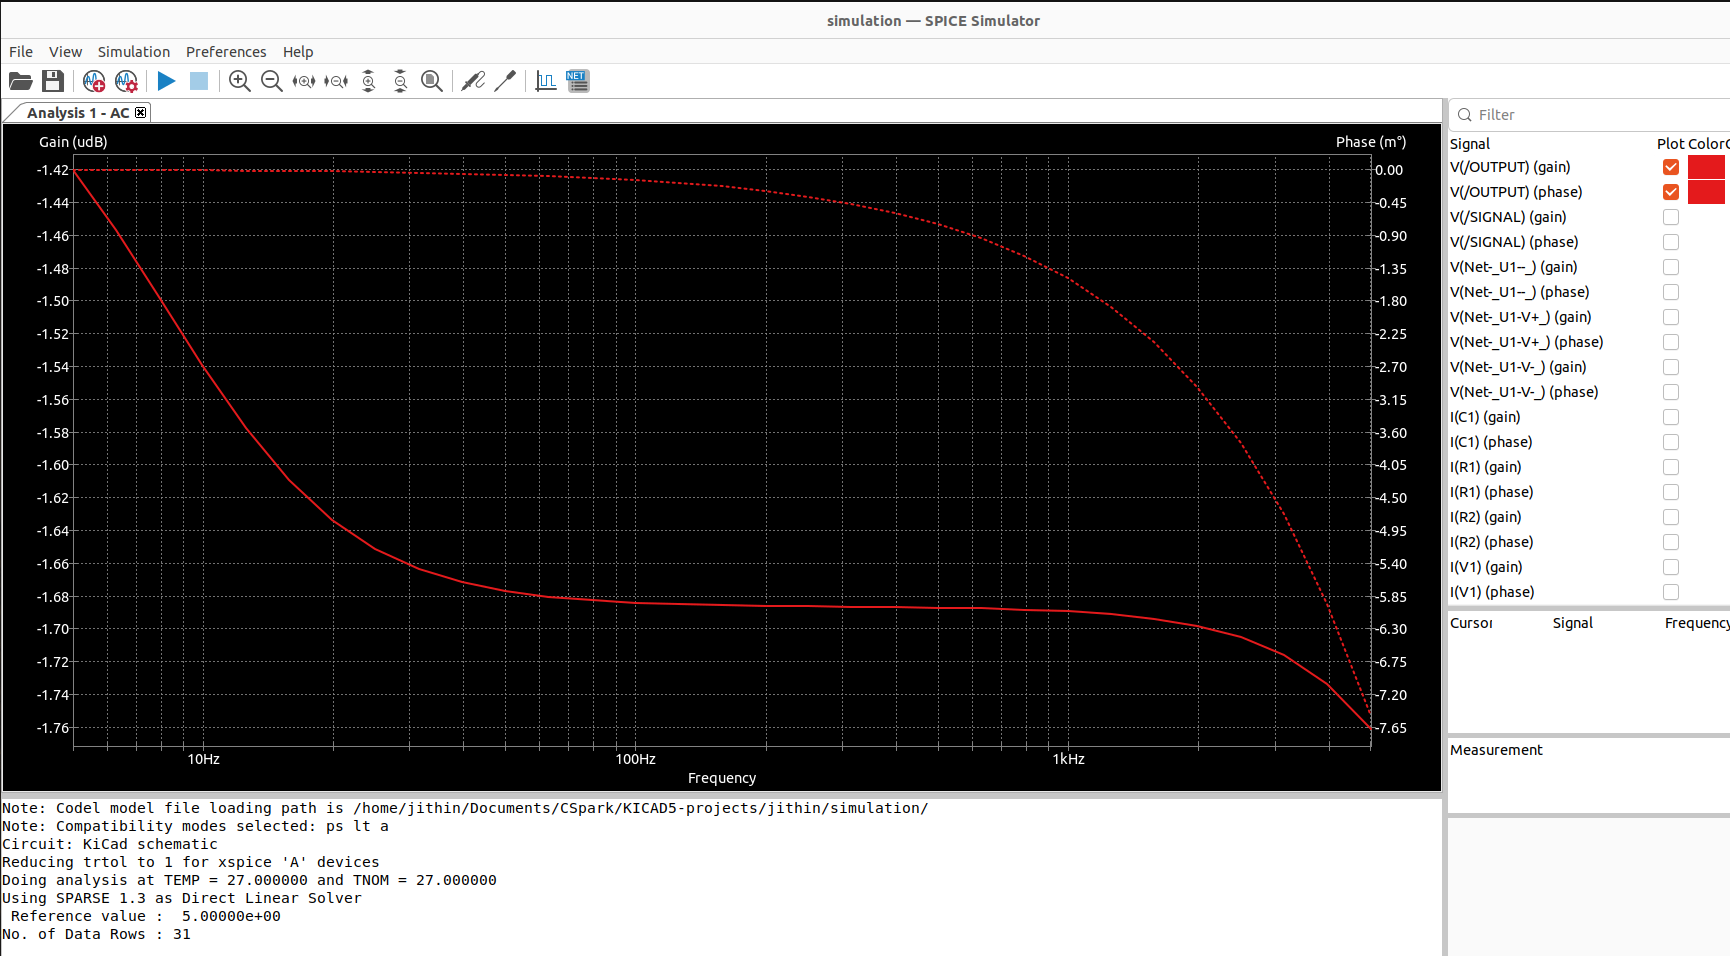 simulation — SPICE Simulator
File View Simulation Preferences Help
NET
Analysis 1 - AC
Gain (udB)
Phase (m°)
-1.42
-1.44
-1.46
-1.48
-1.50
-1.52
-1.54
-1.56
-1.58
-1.60
-1.62
-1.64
-1.66
-1.68
-1.70
-1.72
-1.74
-1.76
0.00
-0.45
-0.90
-1.35
-1.80
-2.25
-2.70
-3.15
-3.60
-4.05
-4.50
-4.95
-5.40
-5.85
-6.30
-6.75
-7.20
-7.65
10Hz 100Hz 1kHz
Frequency
Filter
Signal Plot Color
V(/OUTPUT) (gain)
V(/OUTPUT) (phase)
V(/SIGNAL) (gain)
V(/SIGNAL) (phase)
V(Net-_U1--_) (gain)
V(Net-_U1--_) (phase)
V(Net-_U1-V+_) (gain)
V(Net-_U1-V+_) (phase)
V(Net-_U1-V-_) (gain)
V(Net-_U1-V-_) (phase)
I(C1) (gain)
I(C1) (phase)
I(R1) (gain)
I(R1) (phase)
I(R2) (gain)
I(R2) (phase)
I(V1) (gain)
I(V1) (phase)
Cursor Signal Frequency
Measurement
Note: Codel model file loading path is /home/jithin/Documents/CSpark/KICAD5-projects/jithin/simulation/
Note: Compatibility modes selected: ps lt a
Circuit: KiCad schematic
Reducing trtol to 1 for xspice 'A' devices
Doing analysis at TEMP = 27.000000 and TNOM = 27.000000
Using SPARSE 1.3 as Direct Linear Solver
Reference value :  5.00000e+00
No. of Data Rows : 31